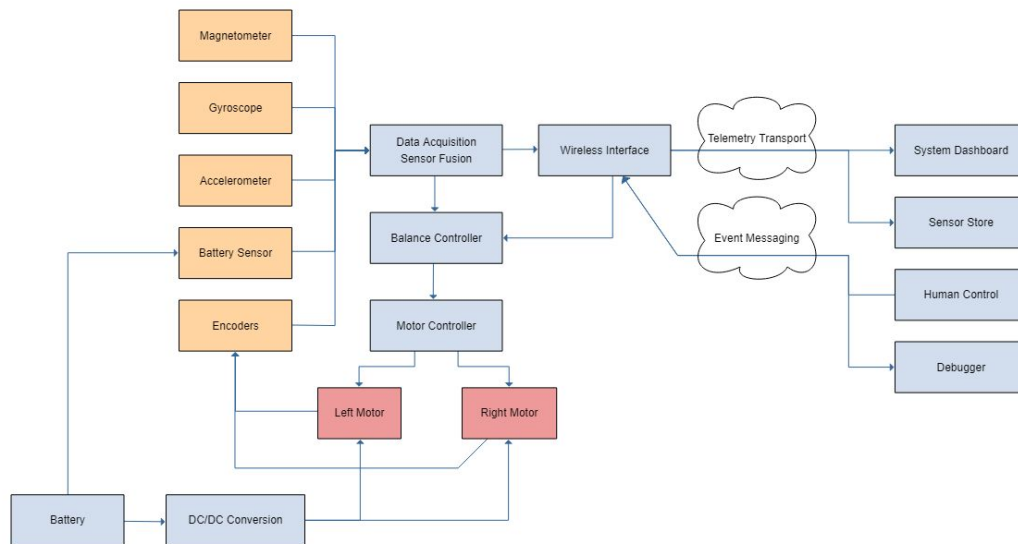 Magnetometer
Gyroscope
Data Acquisition
Sensor Fusion
Wireless Interface
Telemetry Transport
System Dashboard
Accelerometer
Sensor Store
Battery Sensor
Balance Controller
Event Messaging
Human Control
Encoders
Motor Controller
Debugger
Left Motor
Right Motor
Battery
DC/DC Conversion